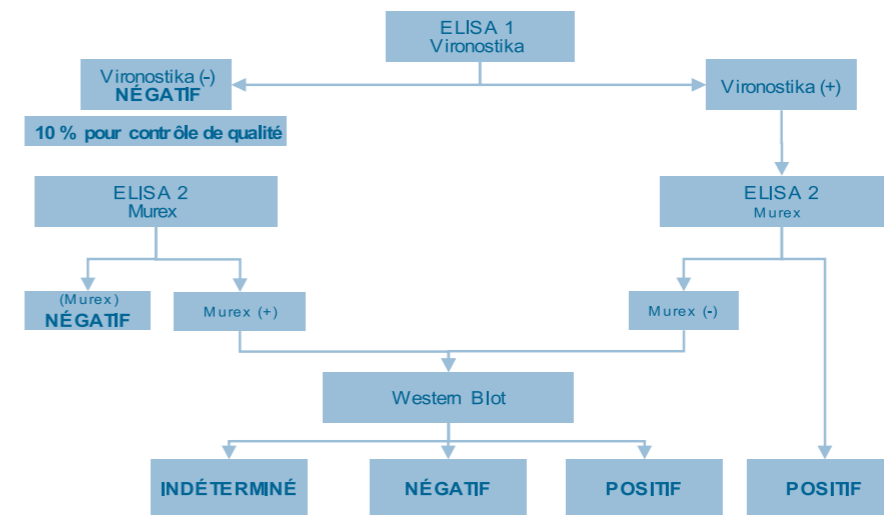 ELISA 1
Vironostika
Vironostika (-)
NÉGATIF
Vironostika (+)
10 % pour contrôle de qualité
ELISA 2
Murex
ELISA 2
Murex
(Murex)
NÉGATIF
Murex (+)
Murex (-)
Western Blot
INDÉTERMINÉ
NÉGATIF
POSITIF
POSITIF